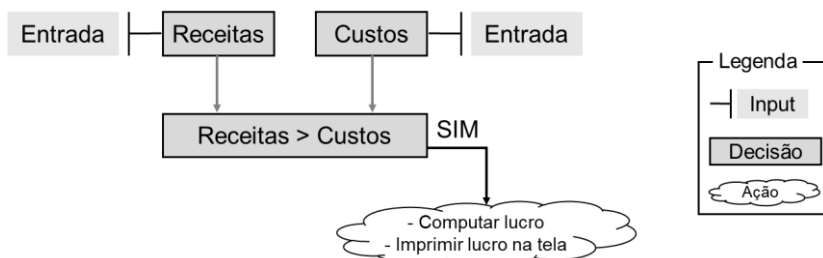 Entrada
Receitas
Custos
Entrada
Receitas > Custos
SIM
- Computar lucro
- Imprimir lucro na tela
Legenda
Input
Decisão
Ação